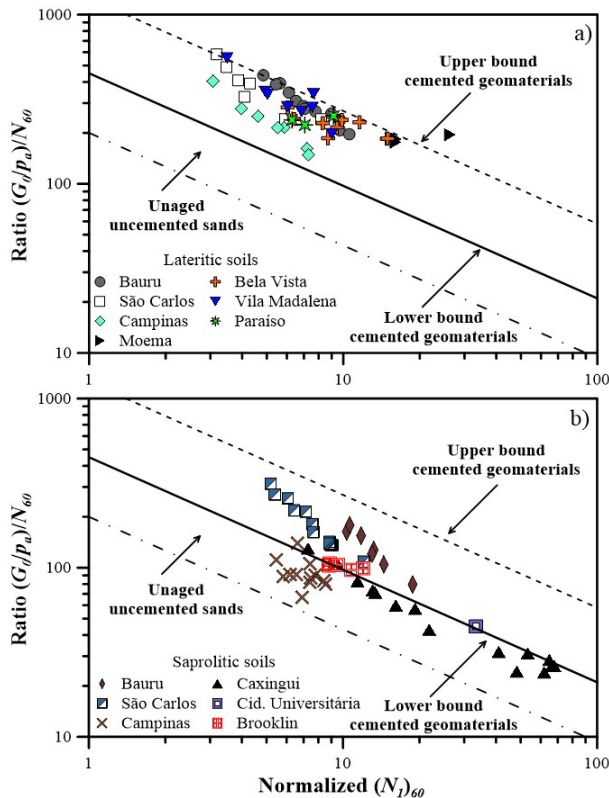 1000
a)
Upper bound
cemented geomaterials
Ratio (G₀/pₐ)/N₆₀
100
Unaged
uncemented sands
Lateritic soils
Bauru
Bela Vista
São Carlos
Vila Madalena
Campinas
Paraíso
Moema
Lower bound
cemented geomaterials
10
1
10
100
1000
b)
Upper bound
cemented geomaterials
Ratio (G₀/pₐ)/N₆₀
100
Unaged
uncemented sands
Saprolitic soils
Bauru
Caxingui
São Carlos
Cid. Universitária
Campinas
Brooklin
Lower bound
cemented geomaterials
10
1
10
100
Normalized (N₁)₆₀